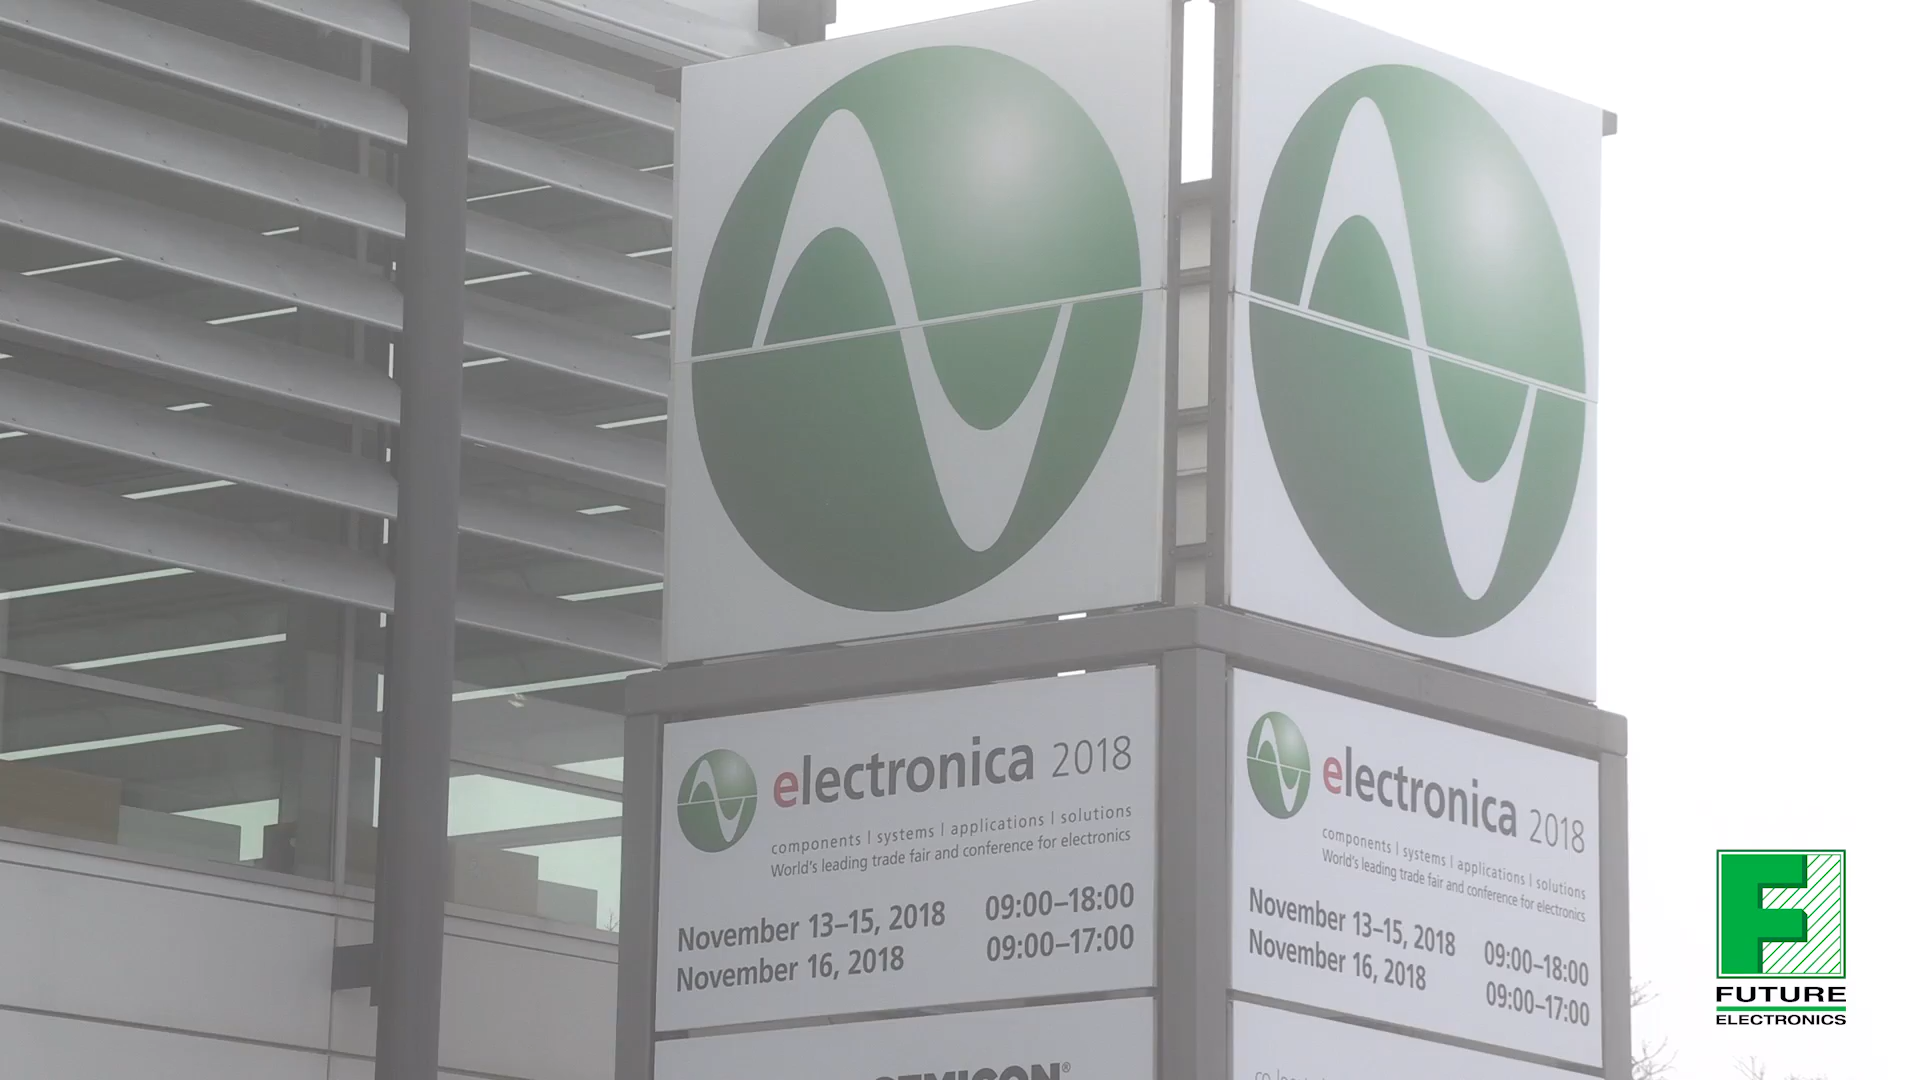 electronica 2018
components | systems | applications | solutions
World's leading trade fair and conference for electronics
November 13–15, 2018 09:00–18:00
November 16, 2018 09:00–17:00
electronica 2018
components | systems | applications | solutions
World's leading trade fair and conference for electronics
November 13–15, 2018 09:00–18:00
November 16, 2018 09:00–17:00
F
FUTURE
ELECTRONICS